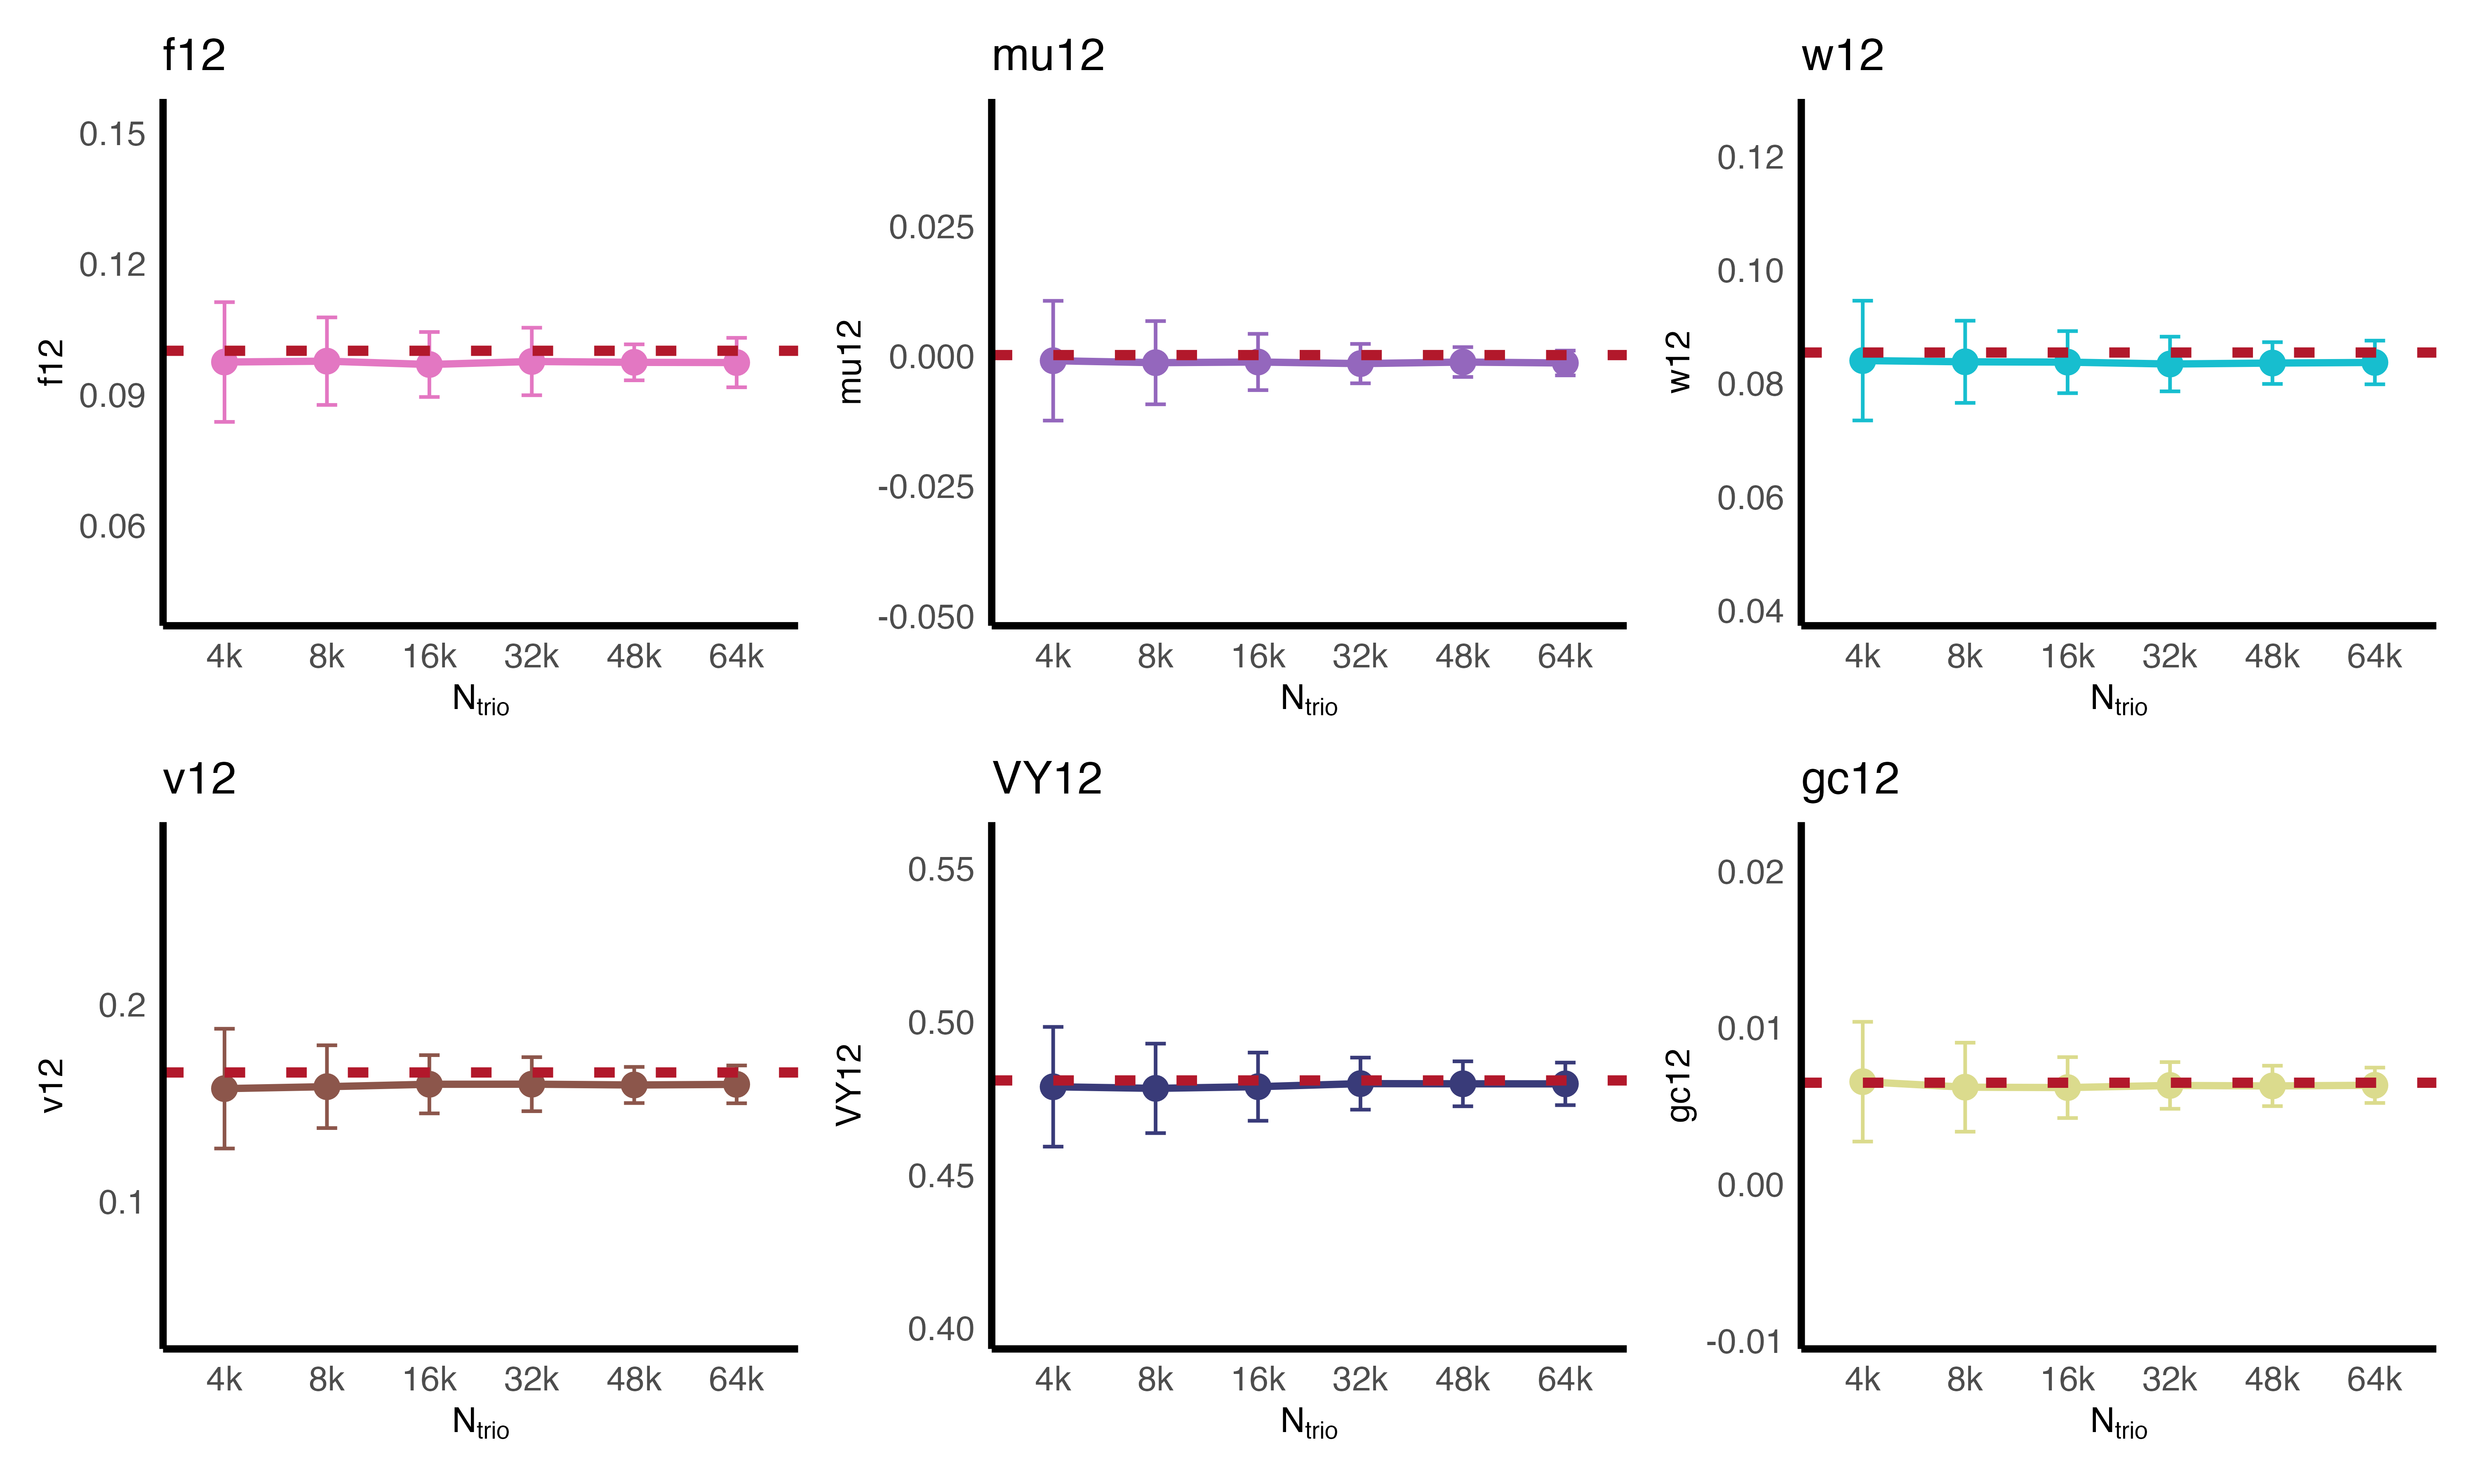 f12
mu12
w12
0.15
0.12
0.09
0.06
f12
4k 8k 16k 32k 48k 64k
Ntrio
0.025
0.000
-0.025
-0.050
mu12
4k 8k 16k 32k 48k 64k
Ntrio
0.12
0.10
0.08
0.06
0.04
w12
4k 8k 16k 32k 48k 64k
Ntrio
v12
VY12
gc12
0.2
0.1
v12
4k 8k 16k 32k 48k 64k
Ntrio
0.55
0.50
0.45
0.40
VY12
4k 8k 16k 32k 48k 64k
Ntrio
0.02
0.01
0.00
-0.01
gc12
4k 8k 16k 32k 48k 64k
Ntrio